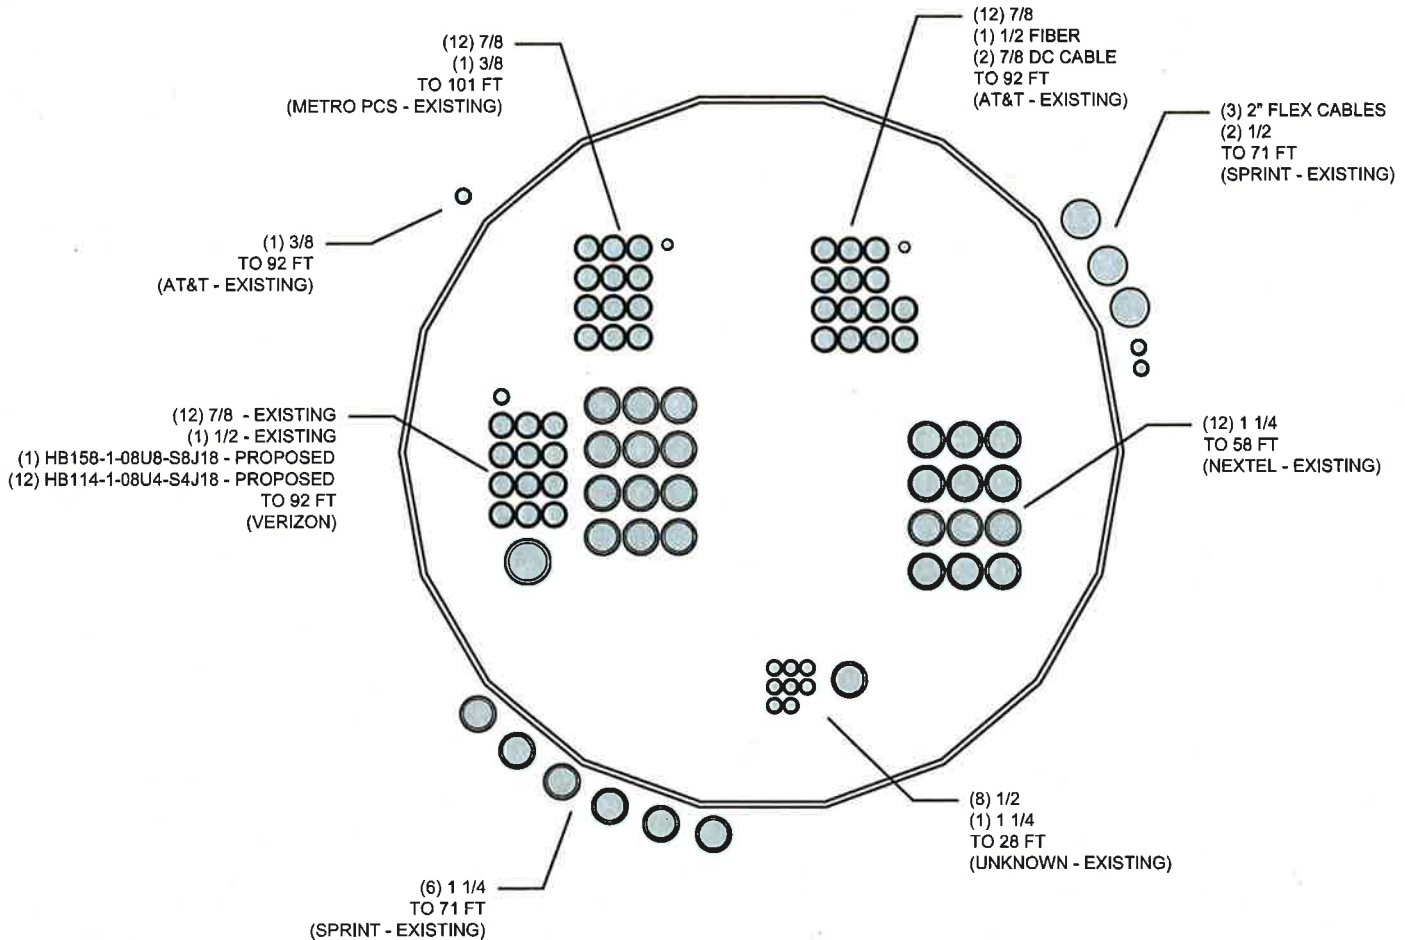 (12) 7/8
(1) 3/8
TO 101 FT
(METRO PCS - EXISTING)
(12) 7/8
(1) 1/2 FIBER
(2) 7/8 DC CABLE
TO 92 FT
(AT&T - EXISTING)
(3) 2" FLEX CABLES
(2) 1/2
TO 71 FT
(SPRINT - EXISTING)
(1) 3/8
TO 92 FT
(AT&T - EXISTING)
(12) 7/8 - EXISTING
(1) 1/2 - EXISTING
(1) HB158-1-08U8-S8J18 - PROPOSED
(12) HB114-1-08U4-S4J18 - PROPOSED
TO 92 FT
(VERIZON)
(12) 1 1/4
TO 58 FT
(NEXTEL - EXISTING)
(8) 1/2
(1) 1 1/4
TO 28 FT
(UNKNOWN - EXISTING)
(6) 1 1/4
TO 71 FT
(SPRINT - EXISTING)